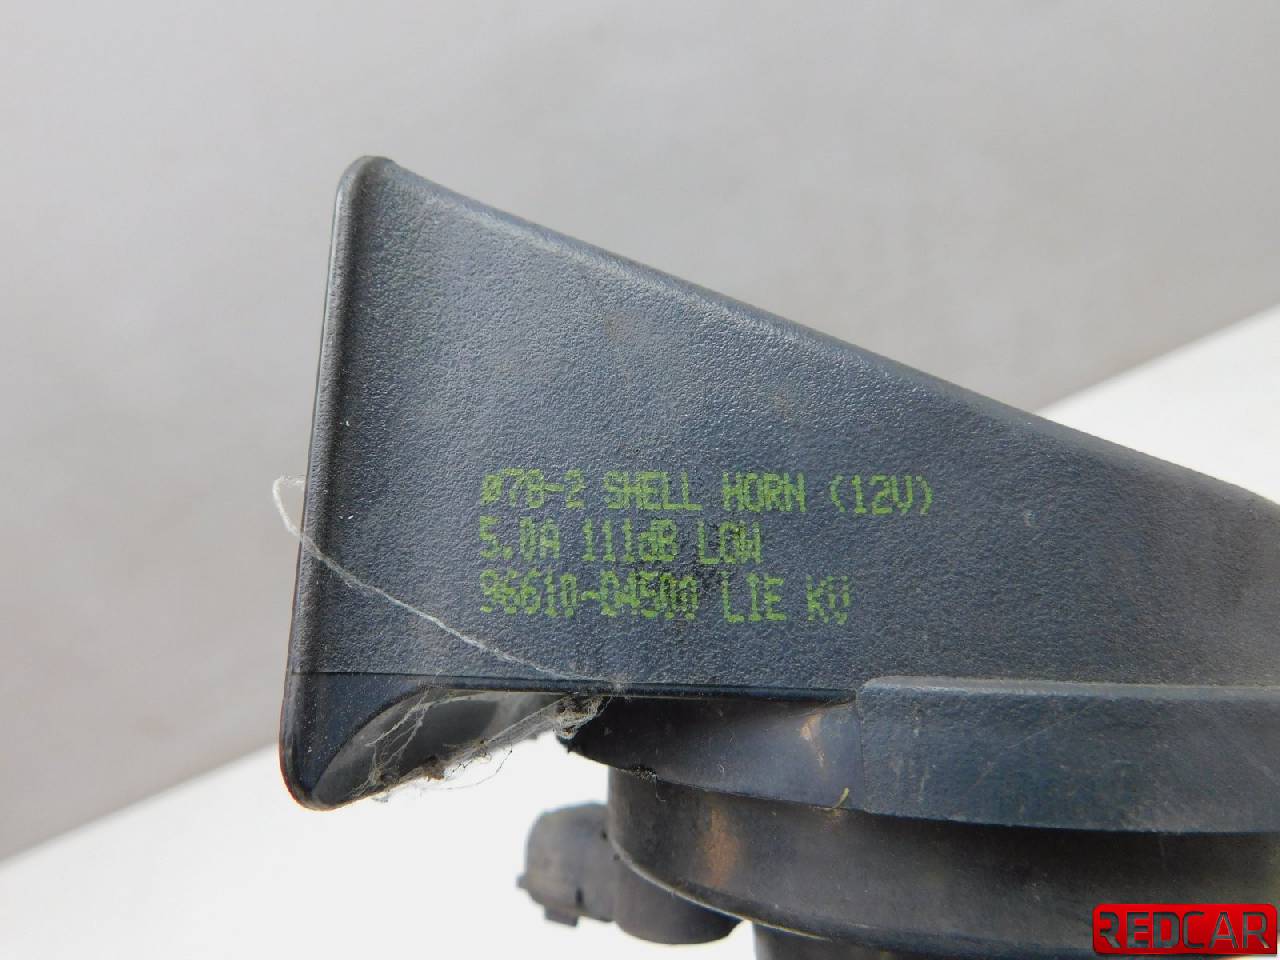 Ø78-2 SHELL HORN (12V)
5.0A 111dB LOW
96610-D4500 LIE KU
REDCAR